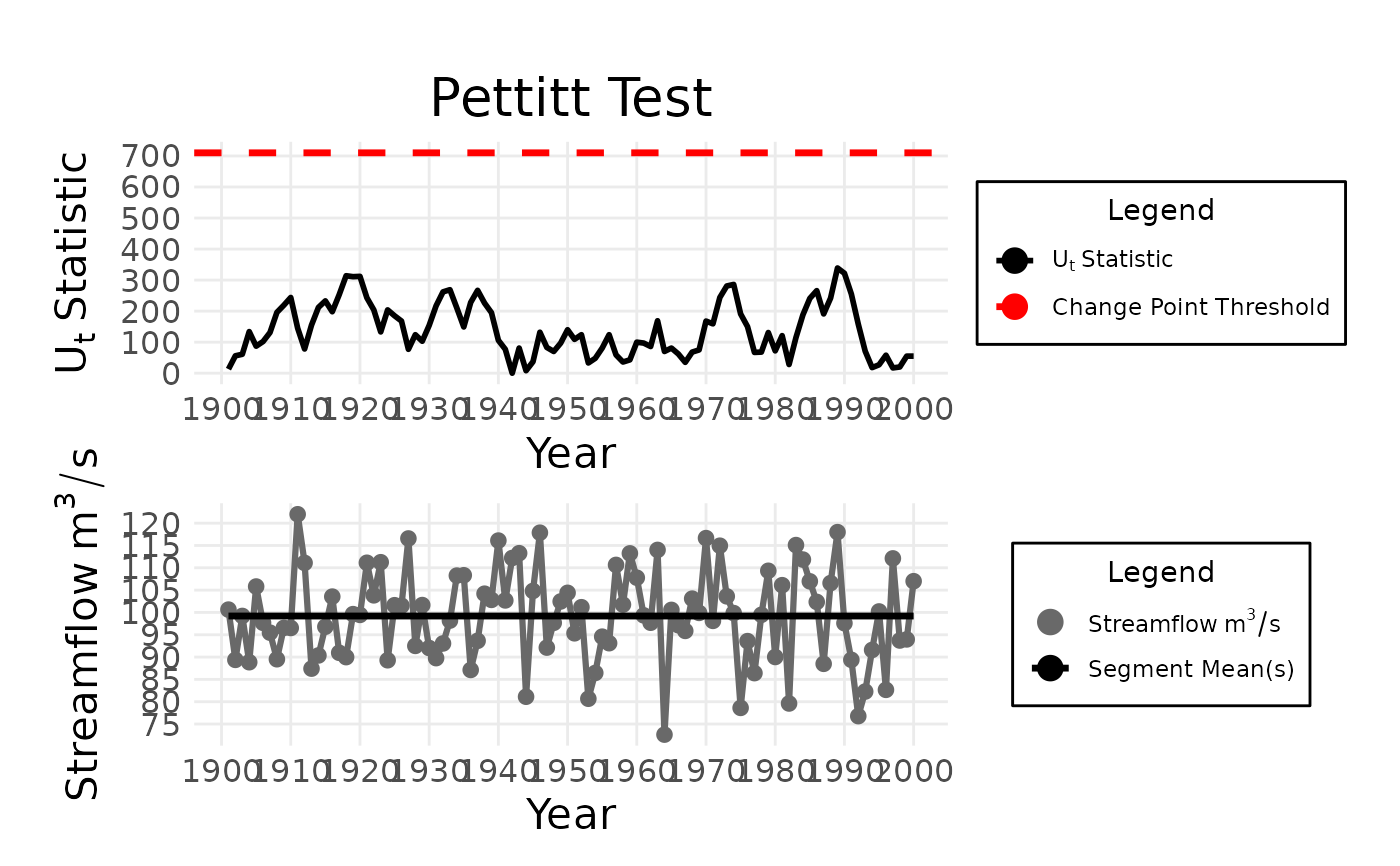 Pettitt Test
Uₜ Statistic
700
600
500
400
300
200
100
0
1900 1910 1920 1930 1940 1950 1960 1970 1980 1990 2000
Year
Legend
Uₜ Statistic
Change Point Threshold
Streamflow m³/s
120
115
110
105
100
95
90
85
80
75
1900 1910 1920 1930 1940 1950 1960 1970 1980 1990 2000
Year
Legend
Streamflow m³/s
Segment Mean(s)